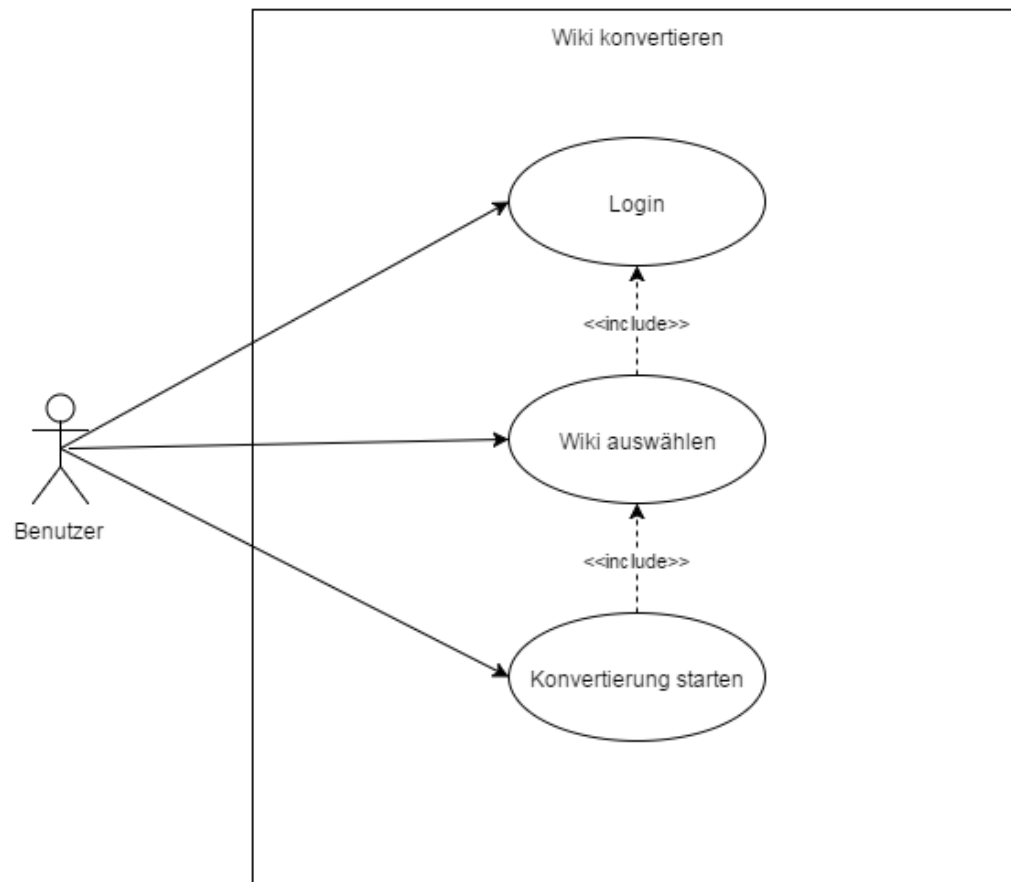 Wiki konvertieren
Login
<<include>>
Wiki auswählen
Benutzer
<<include>>
Konvertierung starten